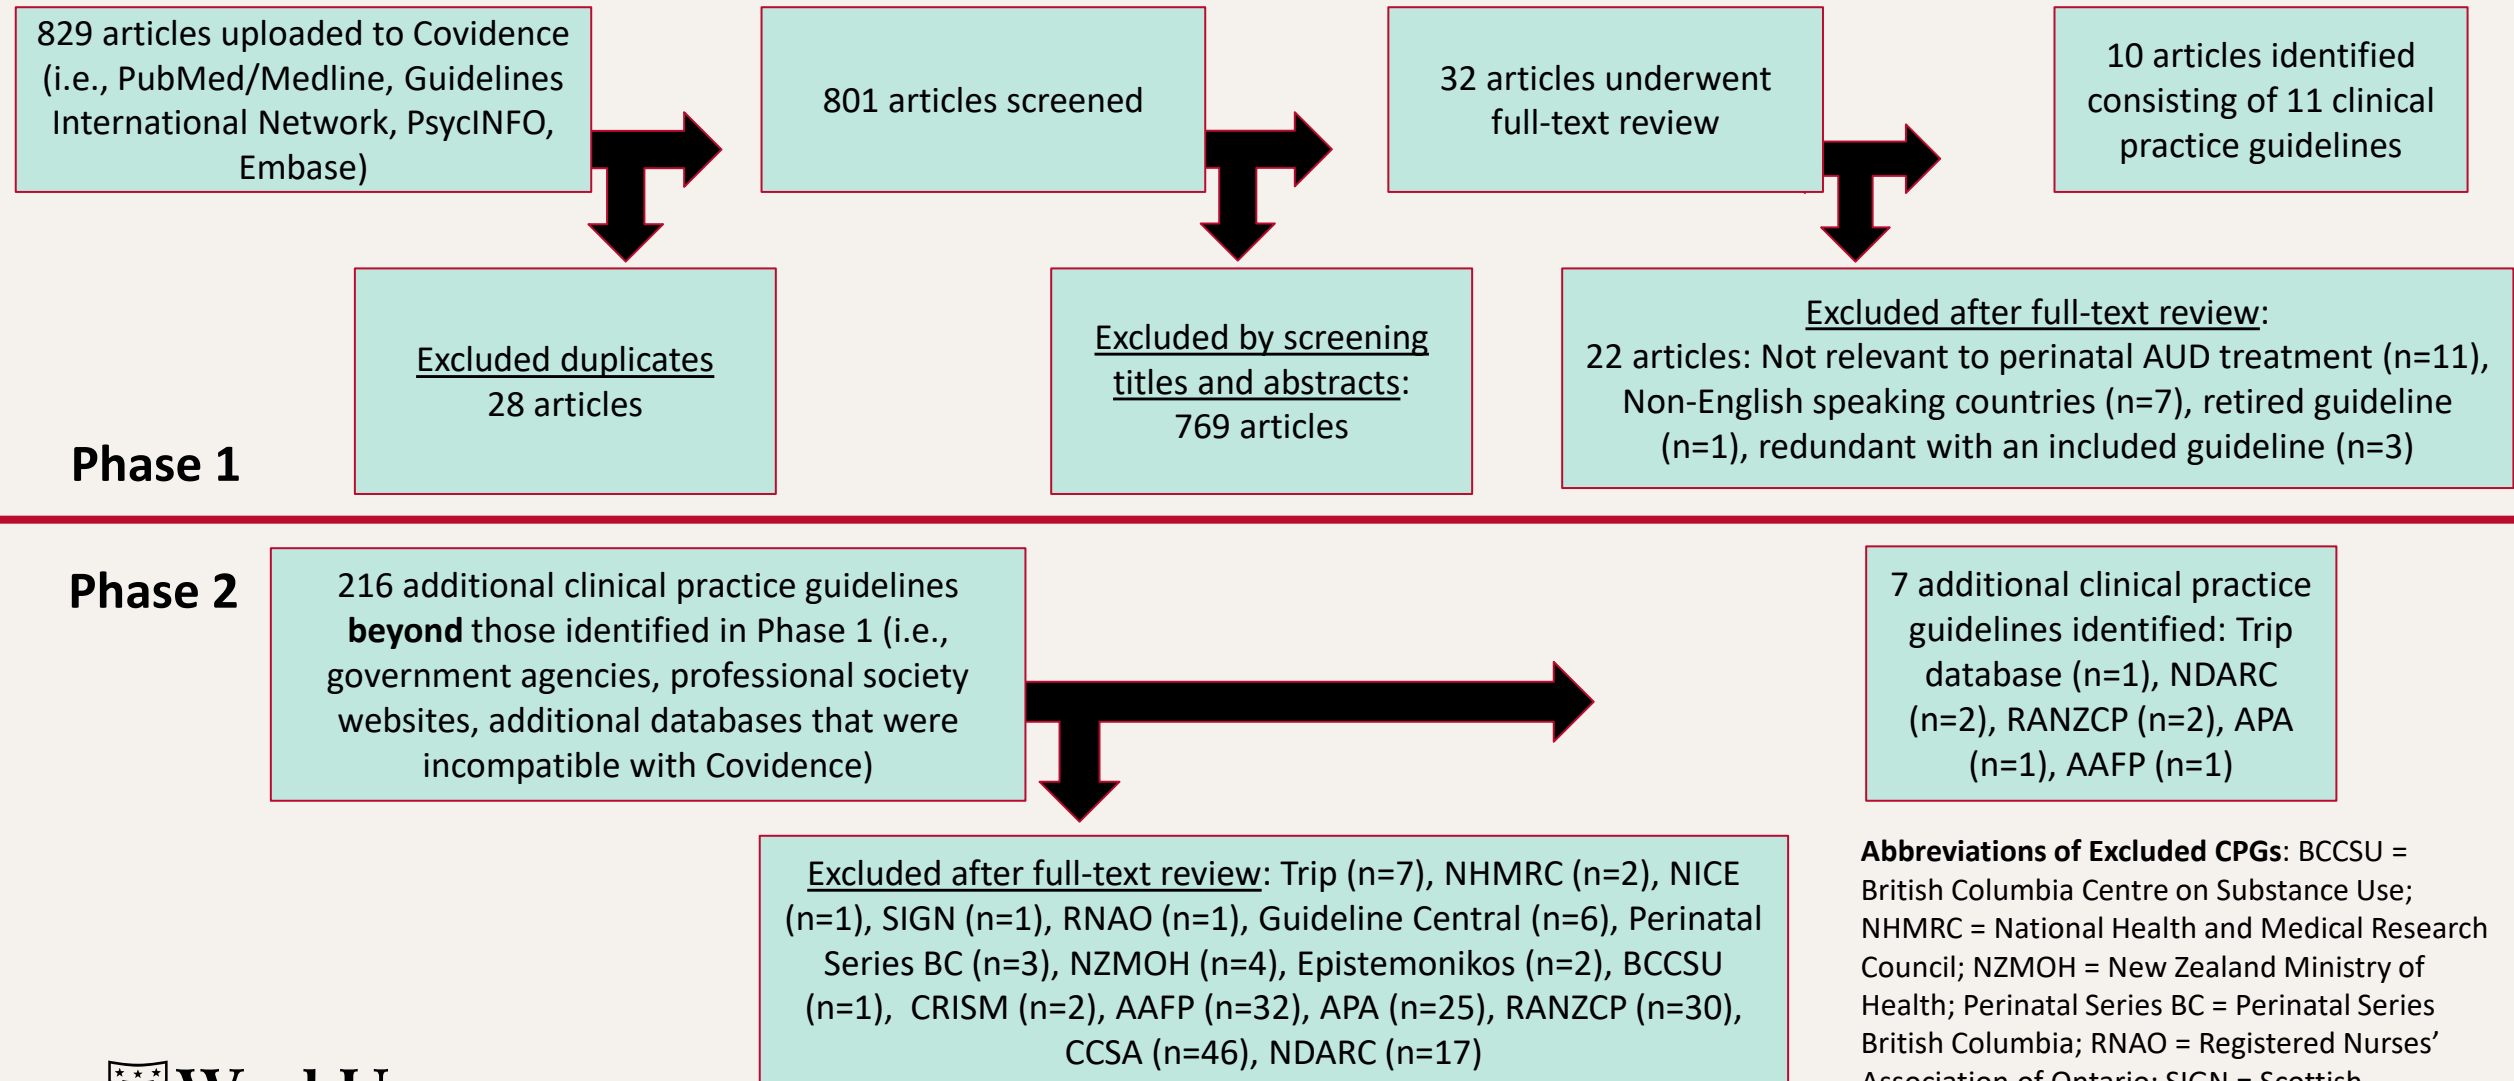 829 articles uploaded to Covidence
(i.e., PubMed/Medline, Guidelines
International Network, PsycINFO,
Embase)
801 articles screened
32 articles underwent
full-text review
10 articles identified
consisting of 11 clinical
practice guidelines
Excluded duplicates
28 articles
Excluded by screening
titles and abstracts:
769 articles
Excluded after full-text review:
22 articles: Not relevant to perinatal AUD treatment (n=11),
Non-English speaking countries (n=7), retired guideline
(n=1), redundant with an included guideline (n=3)
Phase 1
Phase 2
216 additional clinical practice guidelines
beyond those identified in Phase 1 (i.e.,
government agencies, professional society
websites, additional databases that were
incompatible with Covidence)
7 additional clinical practice
guidelines identified: Trip
database (n=1), NDARC
(n=2), RANZCP (n=2), APA
(n=1), AAFP (n=1)
Excluded after full-text review: Trip (n=7), NHMRC (n=2), NICE
(n=1), SIGN (n=1), RNAO (n=1), Guideline Central (n=6), Perinatal
Series BC (n=3), NZMOH (n=4), Epistemonikos (n=2), BCCSU
(n=1), CRISM (n=2), AAFP (n=32), APA (n=25), RANZCP (n=30),
CCSA (n=46), NDARC (n=17)
Abbreviations of Excluded CPGs: BCCSU =
British Columbia Centre on Substance Use;
NHMRC = National Health and Medical Research
Council; NZMOH = New Zealand Ministry of
Health; Perinatal Series BC = Perinatal Series
British Columbia; RNAO = Registered Nurses’
Association of Ontario; SIGN = Scottish